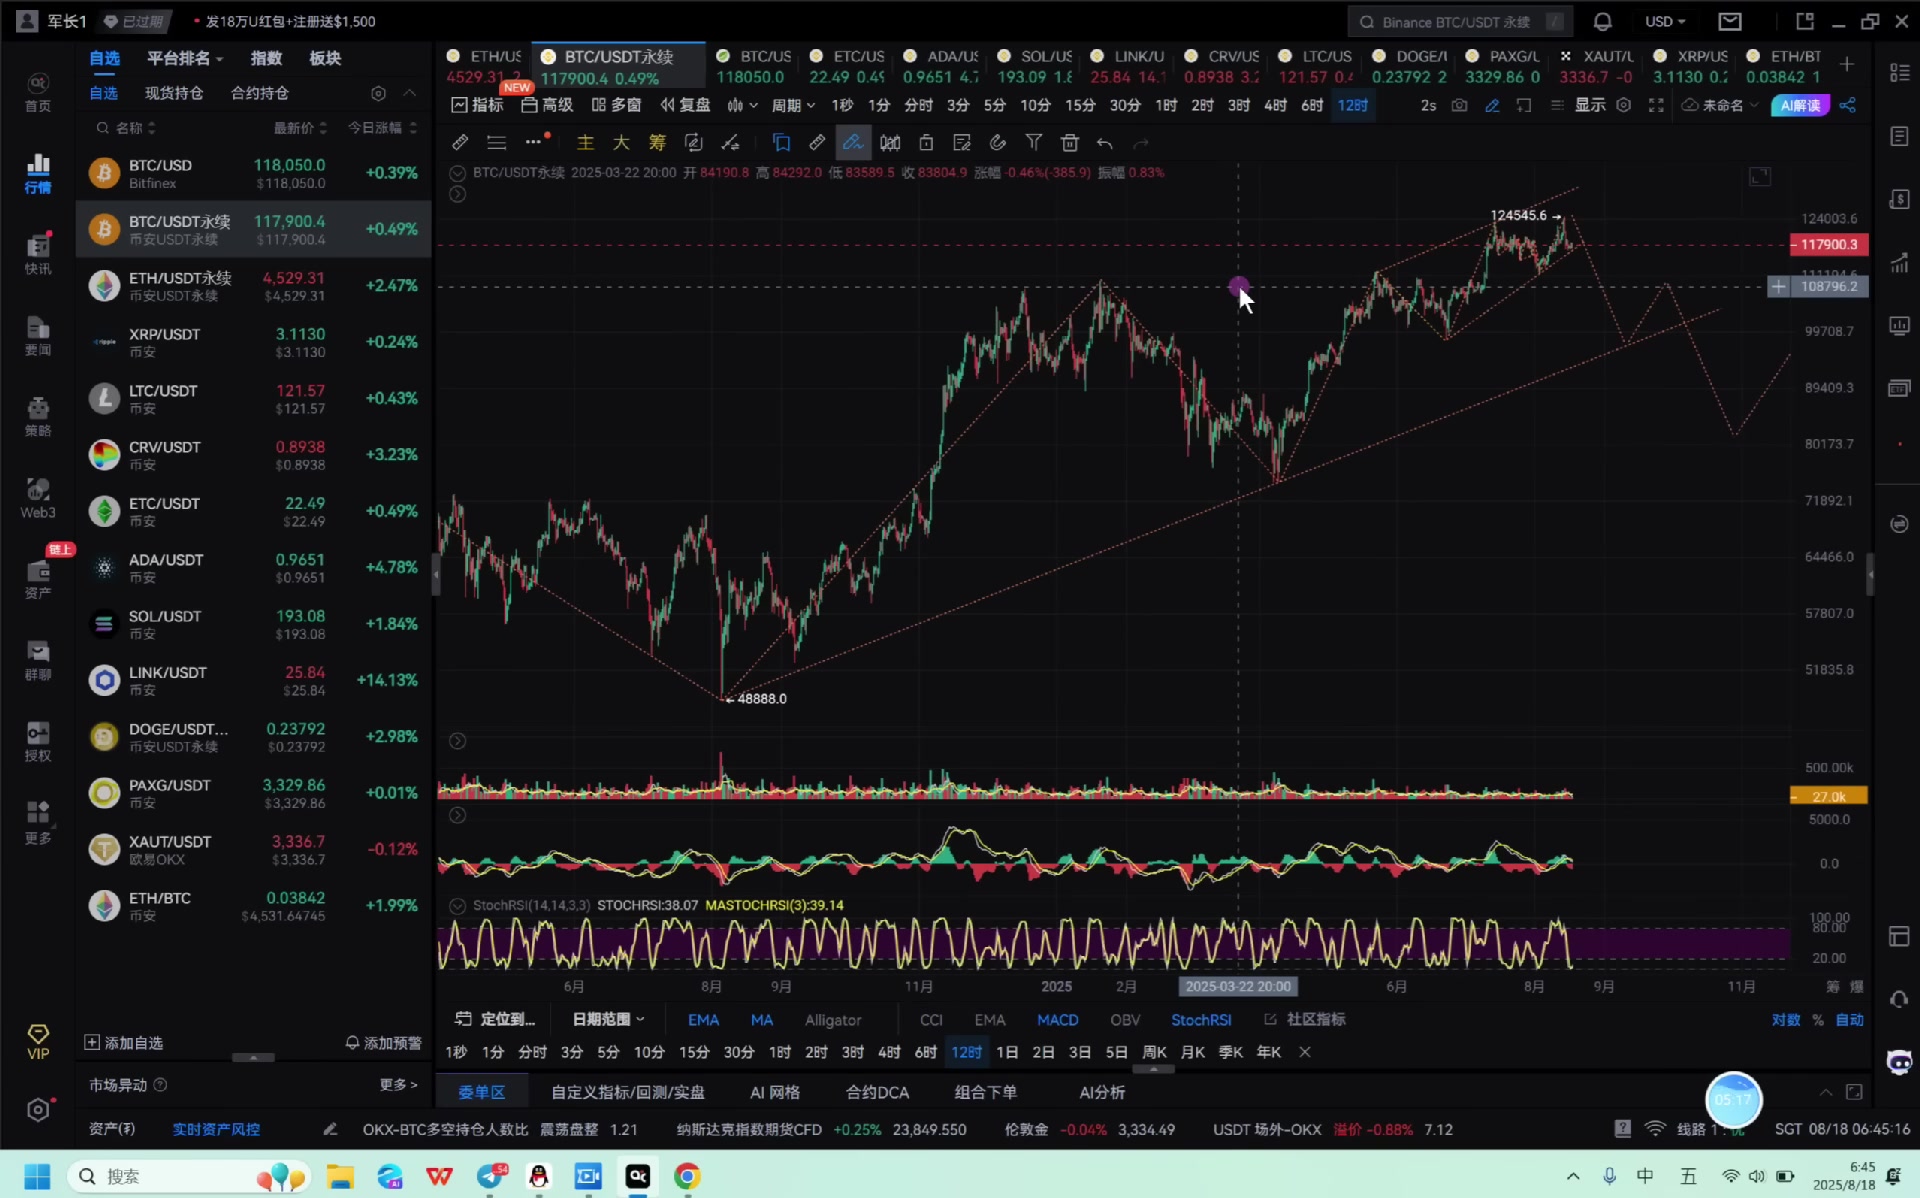 军长1 已过期 • 发18万U红包+注册送$1,500
Binance BTC/USDT 永续 /
USD
自选 平台排名 指数 板块
自选 现货持仓 合约持仓
名称 最新价 今日涨幅
BTC/USD 118,050.0 +0.39%
Bitfinex $118,050.0
BTC/USDT永续 117,900.4 +0.49%
币安USDT永续 $117,900.4
ETH/USDT永续 4,529.31 +2.47%
币安USDT永续 $4,529.31
XRP/USDT 3.1130 +0.24%
币安 $3.1130
LTC/USDT 121.57 +0.43%
币安 $121.57
CRV/USDT 0.8938 +3.23%
币安 $0.8938
ETC/USDT 22.49 +0.49%
币安 $22.49
ADA/USDT 0.9651 +4.78%
币安 $0.9651
SOL/USDT 193.08 +1.84%
币安 $193.08
LINK/USDT 25.84 +14.13%
币安 $25.84
DOGE/USDT... 0.23792 +2.98%
币安USDT永续 $0.23792
PAXG/USDT 3,329.86 +0.01%
币安 $3,329.86
XAUT/USDT 3,336.7 -0.12%
欧易OKX $3,336.7
ETH/BTC 0.03842 +1.99%
币安 $4,531.64745
添加自选 添加预警
市场异动 更多 >
首页
行情
快讯
要闻
策略
Web3
链上
资产
群聊
授权
更多
VIP
ETH/US BTC/USDT永续 BTC/US ETC/US ADA/US SOL/US LINK/U CRV/US LTC/US DOGE/I PAXG/L XAUT/L XRP/US ETH/BT
4529.31 2 117900.4 0.49% 118050.0 22.49 0.49 0.9651 4.7 193.09 1.8 25.84 14.1 0.8938 3.2 121.57 0.4 0.23792 2 3329.86 0 3336.7 -0 3.1130 0.2 0.03842 1
NEW
指标 高级 多窗 复盘 周期 1秒 1分 分时 3分 5分 10分 15分 30分 1时 2时 3时 4时 6时 12时 2s 显示 未命名 AI解读
主 大 筹
BTC/USDT永续 2025-03-22 20:00 开 84190.8 高 84292.0 低 83589.5 收 83804.9 涨幅 -0.46%(-385.9) 振幅 0.83%
124545.6
48888.0
124003.6
117900.3
111194.6
108796.2
99708.7
89409.3
80173.7
71892.1
64466.0
57807.0
51835.8
500.00k
27.0k
5000.0
0.0
StochRSI(14,14,3,3) STOCHRSI:38.07 MASTOCHRSI(3):39.14
100.00
80.00
20.00
6月 8月 9月 11月 2025 2月 2025-03-22 20:00 6月 8月 9月 11月 筹 爆
定位到... 日期范围 EMA MA Alligator CCI EMA MACD OBV StochRSI 社区指标 对数 % 自动
1秒 1分 分时 3分 5分 10分 15分 30分 1时 2时 3时 4时 6时 12时 1日 2日 3日 5日 周K 月K 季K 年K
委单区 自定义指标/回测/实盘 AI 网格 合约DCA 组合下单 AI分析
05:17
资产(₮) 实时资产风控 OKX-BTC多空持仓人数比 震荡盘整 1.21 纳斯达克指数期货CFD +0.25% 23,849.550 伦敦金 -0.04% 3,334.49 USDT 场外-OKX 溢价 -0.88% 7.12 线路 1 优 SGT 08/18 06:45:16
搜索 54 中 五 6:45
2025/8/18